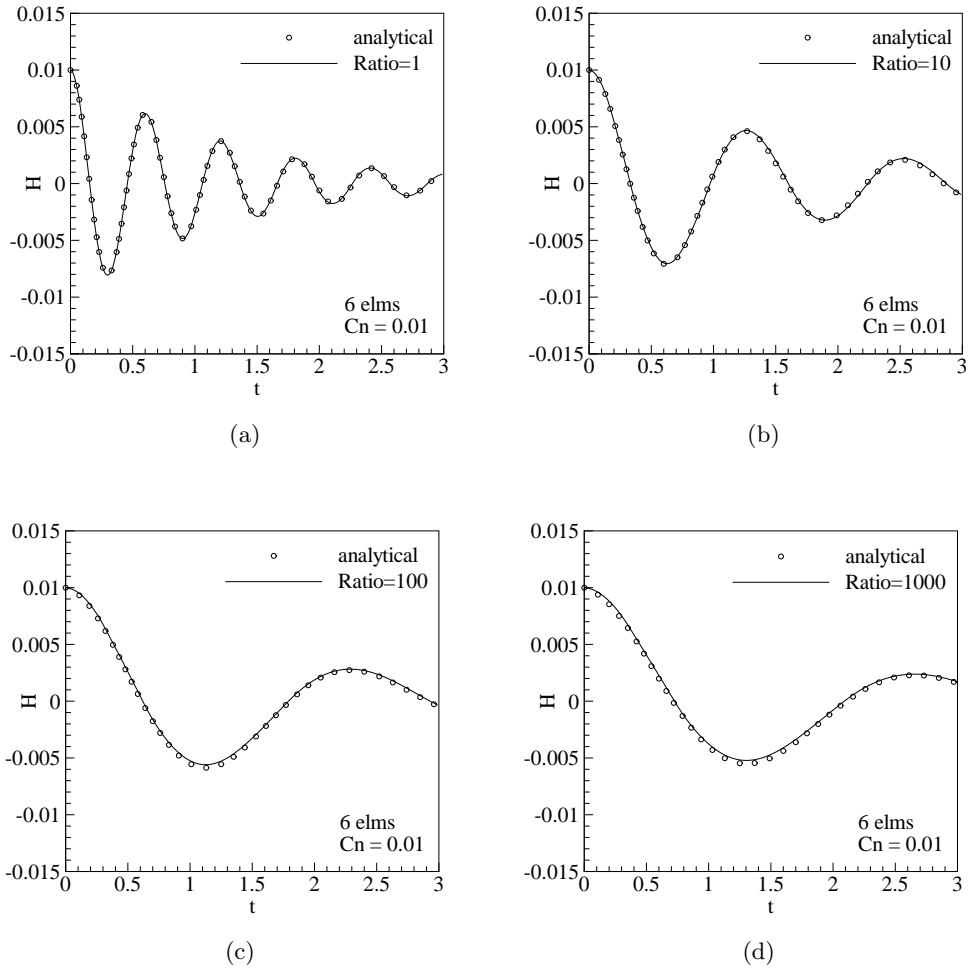 0.015
0.01
0.005
0
-0.005
-0.01
-0.015
H
analytical
Ratio=1
6 elms
Cn = 0.01
0 0.5 1 1.5 2 2.5 3
t
(a)
0.015
0.01
0.005
0
-0.005
-0.01
-0.015
H
analytical
Ratio=10
6 elms
Cn = 0.01
0 0.5 1 1.5 2 2.5 3
t
(b)
0.015
0.01
0.005
0
-0.005
-0.01
-0.015
H
analytical
Ratio=100
6 elms
Cn = 0.01
0 0.5 1 1.5 2 2.5 3
t
(c)
0.015
0.01
0.005
0
-0.005
-0.01
-0.015
H
analytical
Ratio=1000
6 elms
Cn = 0.01
0 0.5 1 1.5 2 2.5 3
t
(d)